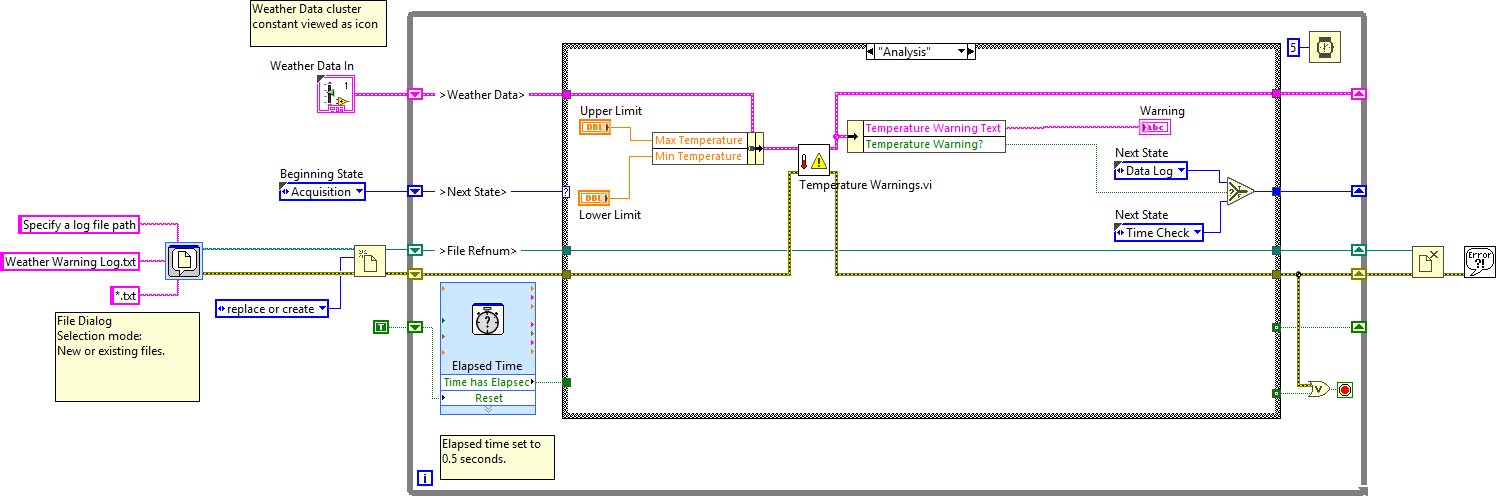 Weather Data cluster
constant viewed as icon
Weather Data In
1
>Weather Data>
"Analysis"
5
Upper Limit
DBL
Max Temperature
Min Temperature
DBL
Lower Limit
Temperature Warnings.vi
Temperature Warning Text
Temperature Warning?
Warning
abc
Next State
Data Log
Next State
Time Check
T
F
?
Beginning State
Acquisition
>Next State>
Specify a log file path
Weather Warning Log.txt
*.txt
replace or create
>File Refnum>
Error
?!
File Dialog
Selection mode:
New or existing files.
T
?
Elapsed Time
Time has Elapsec
Reset
V
Elapsed time set to
0.5 seconds.
i